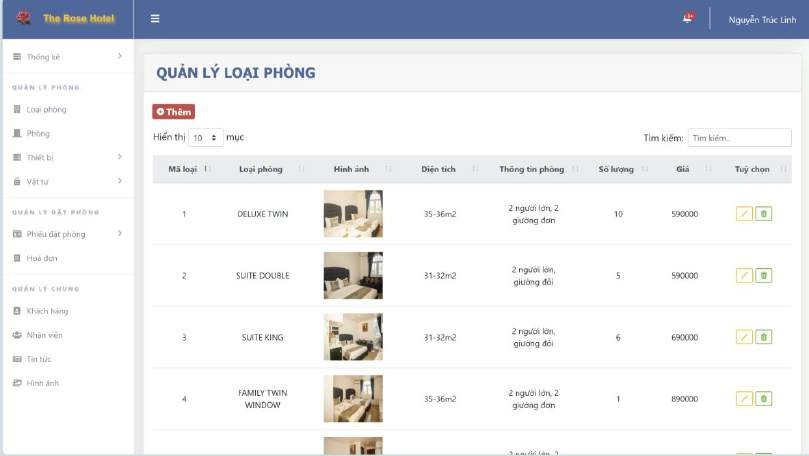 The Rose Hotel
Nguyễn Trúc Linh
Thống kê
QUẢN LÝ PHÒNG
Loại phòng
Phòng
Thiết bị
Vật tư
QUẢN LÝ ĐẶT PHÒNG
Phiếu đặt phòng
Hoá đơn
QUẢN LÝ CHUNG
Khách hàng
Nhân viên
Tin tức
Hình ảnh
QUẢN LÝ LOẠI PHÒNG
Thêm
Hiển thị 10 mục
Tìm kiếm: Tìm kiếm..
Mã loại Loại phòng Hình ảnh Diện tích Thông tin phòng Số lượng Giá Tuỳ chọn
1 DELUXE TWIN 35-36m2 2 người lớn, 2 giường đơn 10 590000
2 SUITE DOUBLE 31-32m2 2 người lớn, giường đôi 5 590000
3 SUITE KING 31-32m2 2 người lớn, giường đôi 6 690000
4 FAMILY TWIN WINDOW 35-36m2 2 người lớn, 2 giường đơn 1 890000